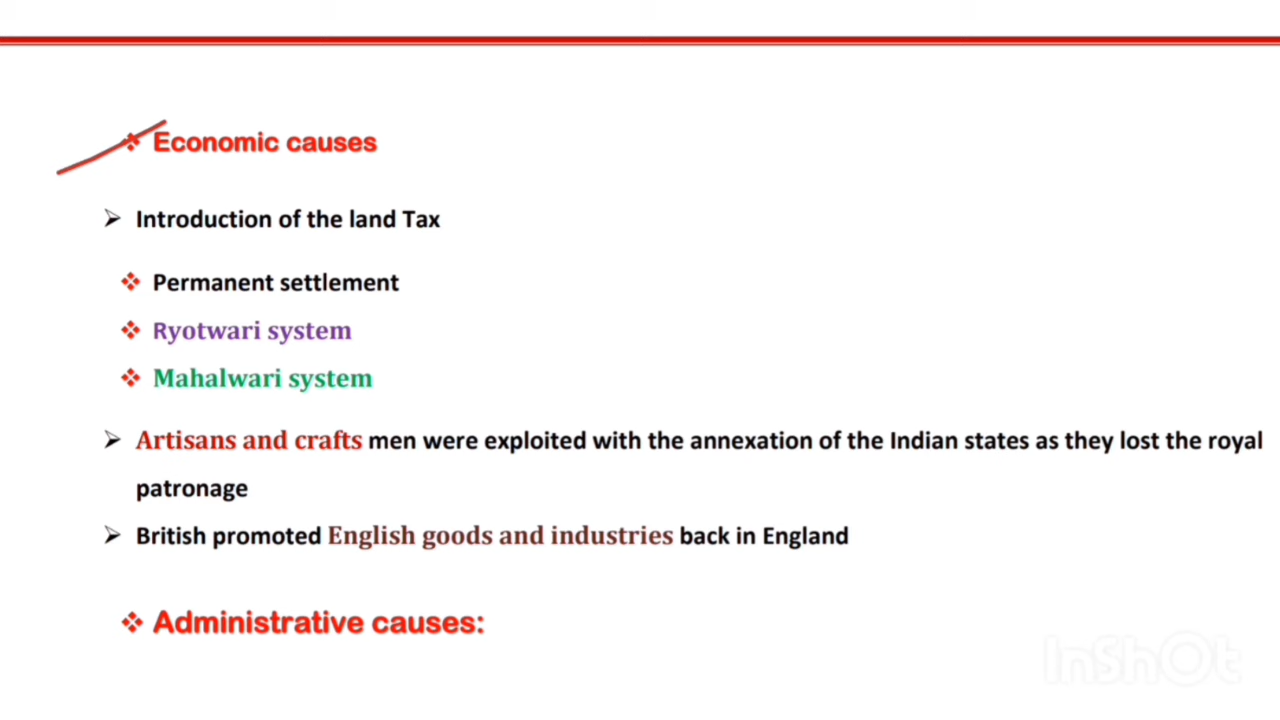 Economic causes
Introduction of the land Tax
Permanent settlement
Ryotwari system
Mahalwari system
Artisans and crafts men were exploited with the annexation of the Indian states as they lost the royal
patronage
British promoted English goods and industries back in England
Administrative causes:
InShOt